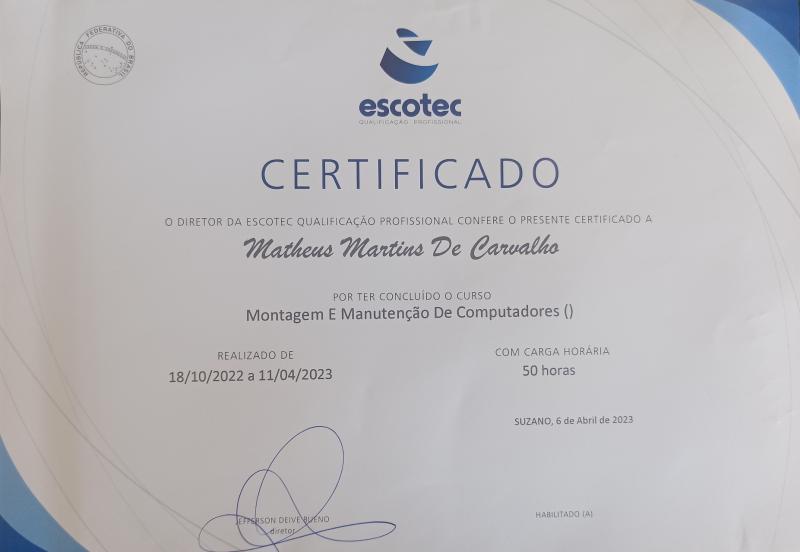 REPÚBLICA FEDERATIVA DO BRASIL
escotec
QUALIFICAÇÃO PROFISSIONAL
CERTIFICADO
O DIRETOR DA ESCOTEC QUALIFICAÇÃO PROFISSIONAL CONFERE O PRESENTE CERTIFICADO A
Matheus Martins De Carvalho
POR TER CONCLUÍDO O CURSO
Montagem E Manutenção De Computadores ()
REALIZADO DE
COM CARGA HORÁRIA
18/10/2022 a 11/04/2023
50 horas
SUZANO, 6 de Abril de 2023
JEFFERSON DEIVE BUENO
diretor
HABILITADO (A)